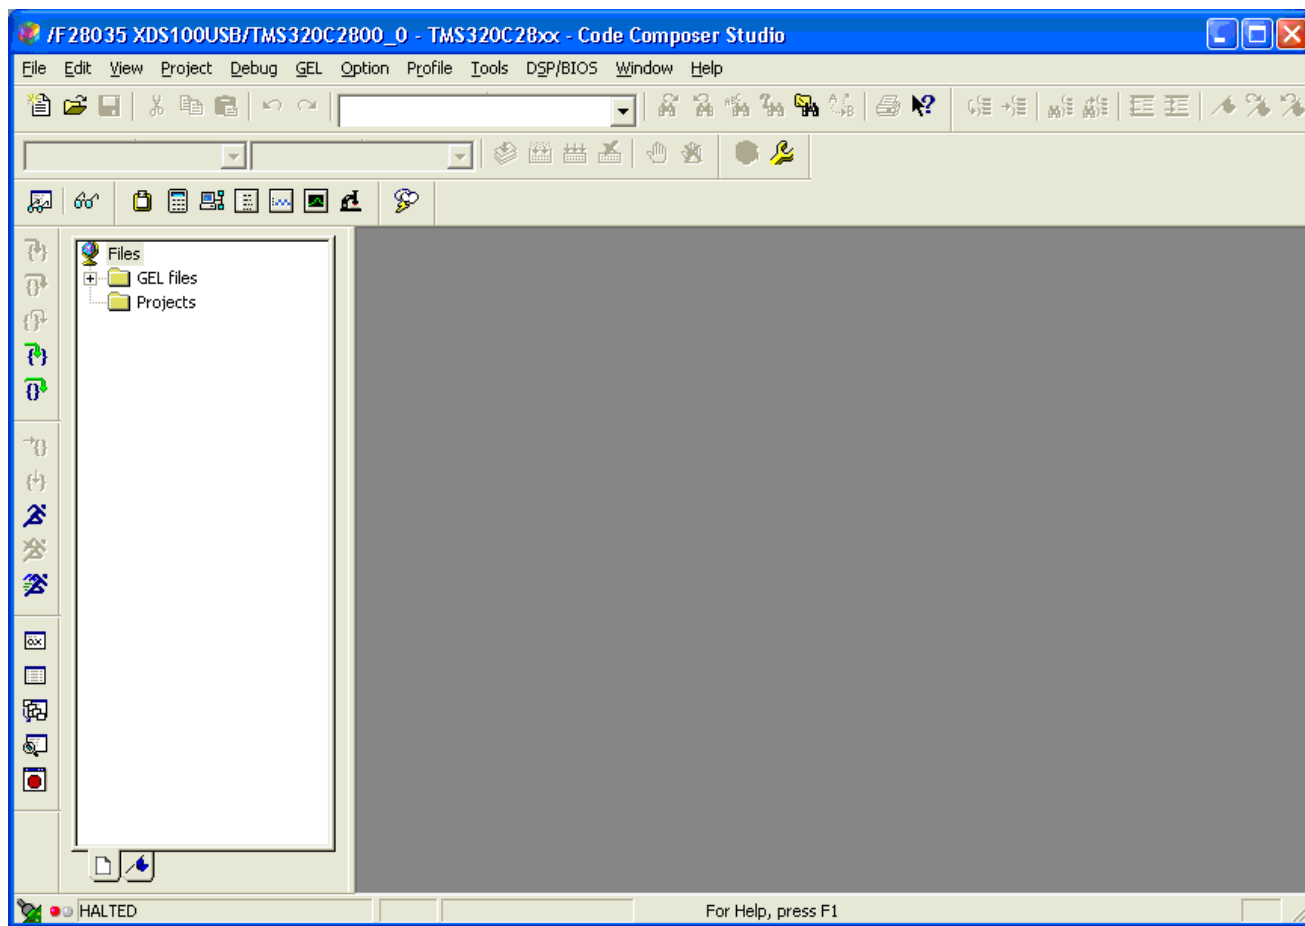 /F28035 XDS100USB/TMS320C2800_0 - TMS320C28xx - Code Composer Studio
File Edit View Project Debug GEL Option Profile Tools DSP/BIOS Window Help
Files
GEL files
Projects
HALTED For Help, press F1